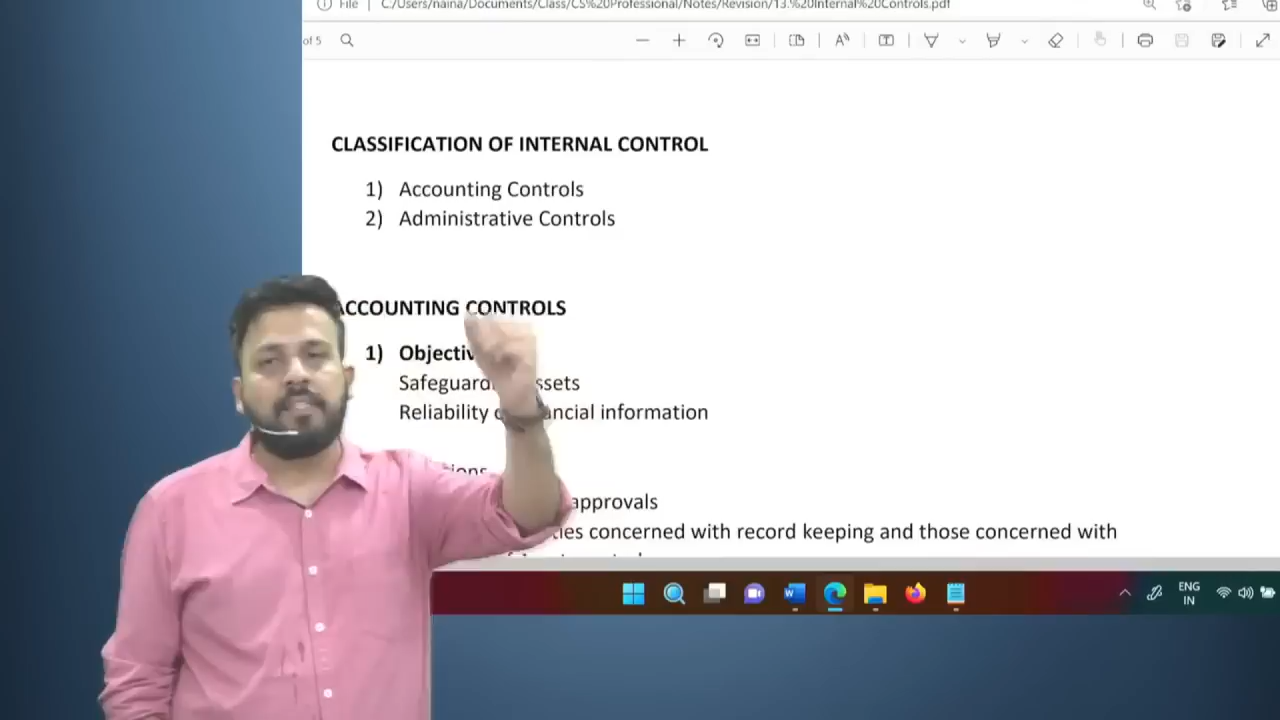 File | C:/Users/naina/Documents/Class/CS%20Professional/Notes/Revision/13.%20Internal%20Controls.pdf
of 5
CLASSIFICATION OF INTERNAL CONTROL
1) Accounting Controls
2) Administrative Controls
ACCOUNTING CONTROLS
1) Objectiv
Safeguard ssets
Reliability ancial information
ions
approvals
ties concerned with record keeping and those concerned with
ENG
IN